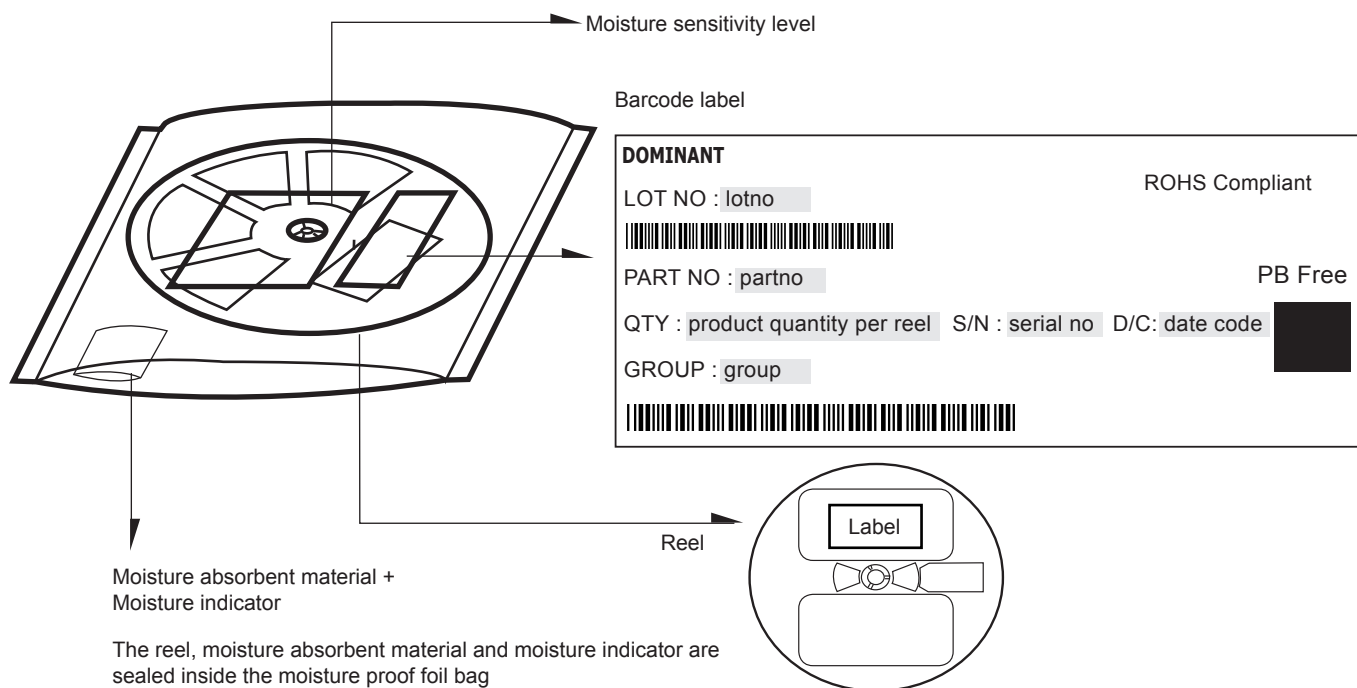 Moisture sensitivity level
Barcode label
DOMINANT
ROHS Compliant
LOT NO : lotno
PART NO : partno
PB Free
QTY : product quantity per reel S/N : serial no D/C: date code
GROUP : group
Label
Reel
Moisture absorbent material +
Moisture indicator
The reel, moisture absorbent material and moisture indicator are
sealed inside the moisture proof foil bag